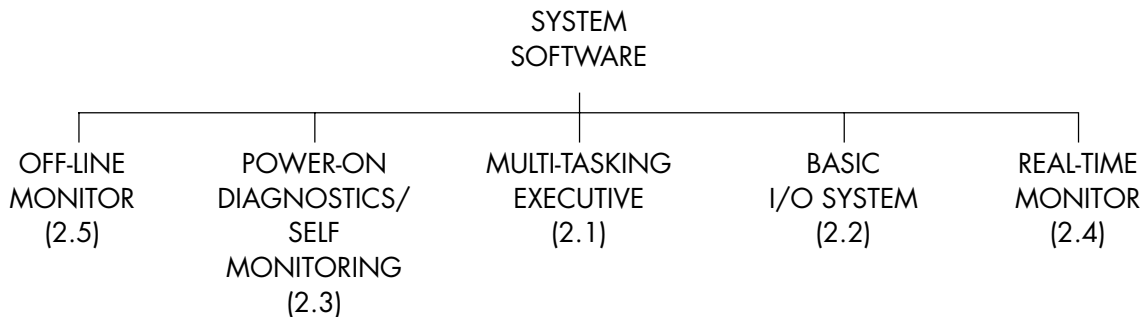 SYSTEM
SOFTWARE
OFF-LINE
MONITOR
(2.5)
POWER-ON
DIAGNOSTICS/
SELF
MONITORING
(2.3)
MULTI-TASKING
EXECUTIVE
(2.1)
BASIC
I/O SYSTEM
(2.2)
REAL-TIME
MONITOR
(2.4)